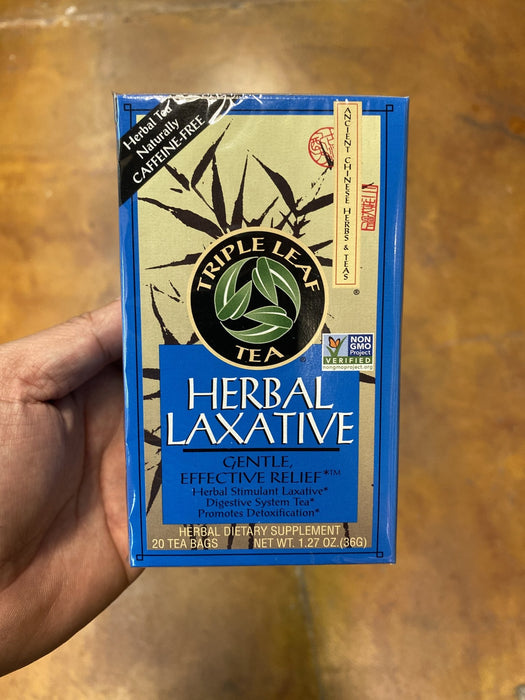 Herbal Tea
Naturally
CAFFEINE-FREE
ANCIENT CHINESE HERBS & TEAS
TRIPLE LEAF
TEA
®
NON
GMO
Project
VERIFIED
nongmoproject.org
HERBAL
LAXATIVE
GENTLE,
EFFECTIVE RELIEF*™
Herbal Stimulant Laxative*
Digestive System Tea*
Promotes Detoxification*
HERBAL DIETARY SUPPLEMENT
20 TEA BAGS NET WT. 1.27 OZ.(36G)